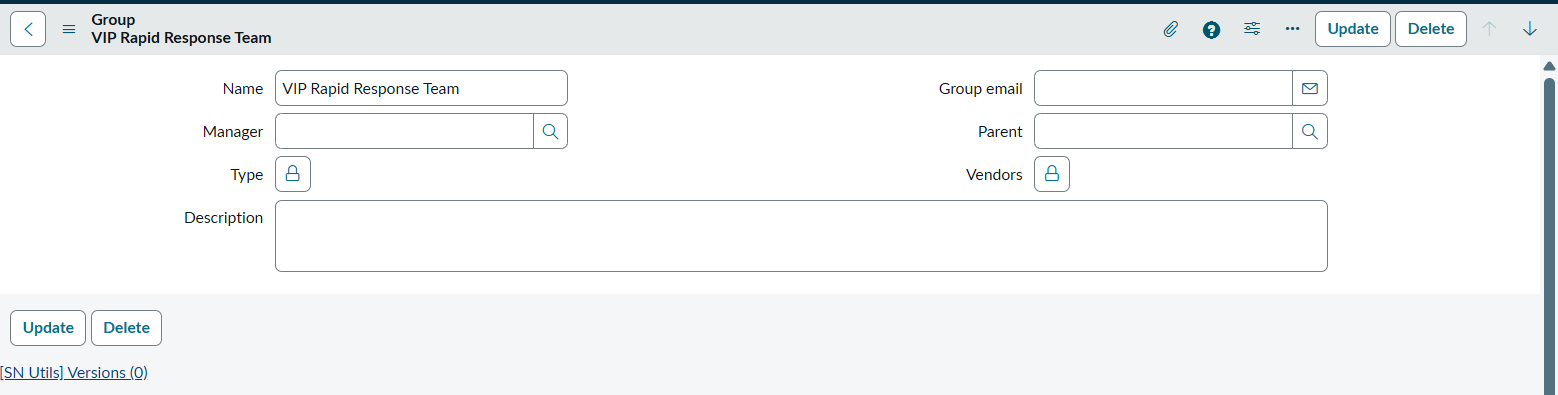 Group
VIP Rapid Response Team
Update
Delete
Name
VIP Rapid Response Team
Group email
Manager
Parent
Type
Vendors
Description
Update
Delete
[SN Utils] Versions (0)